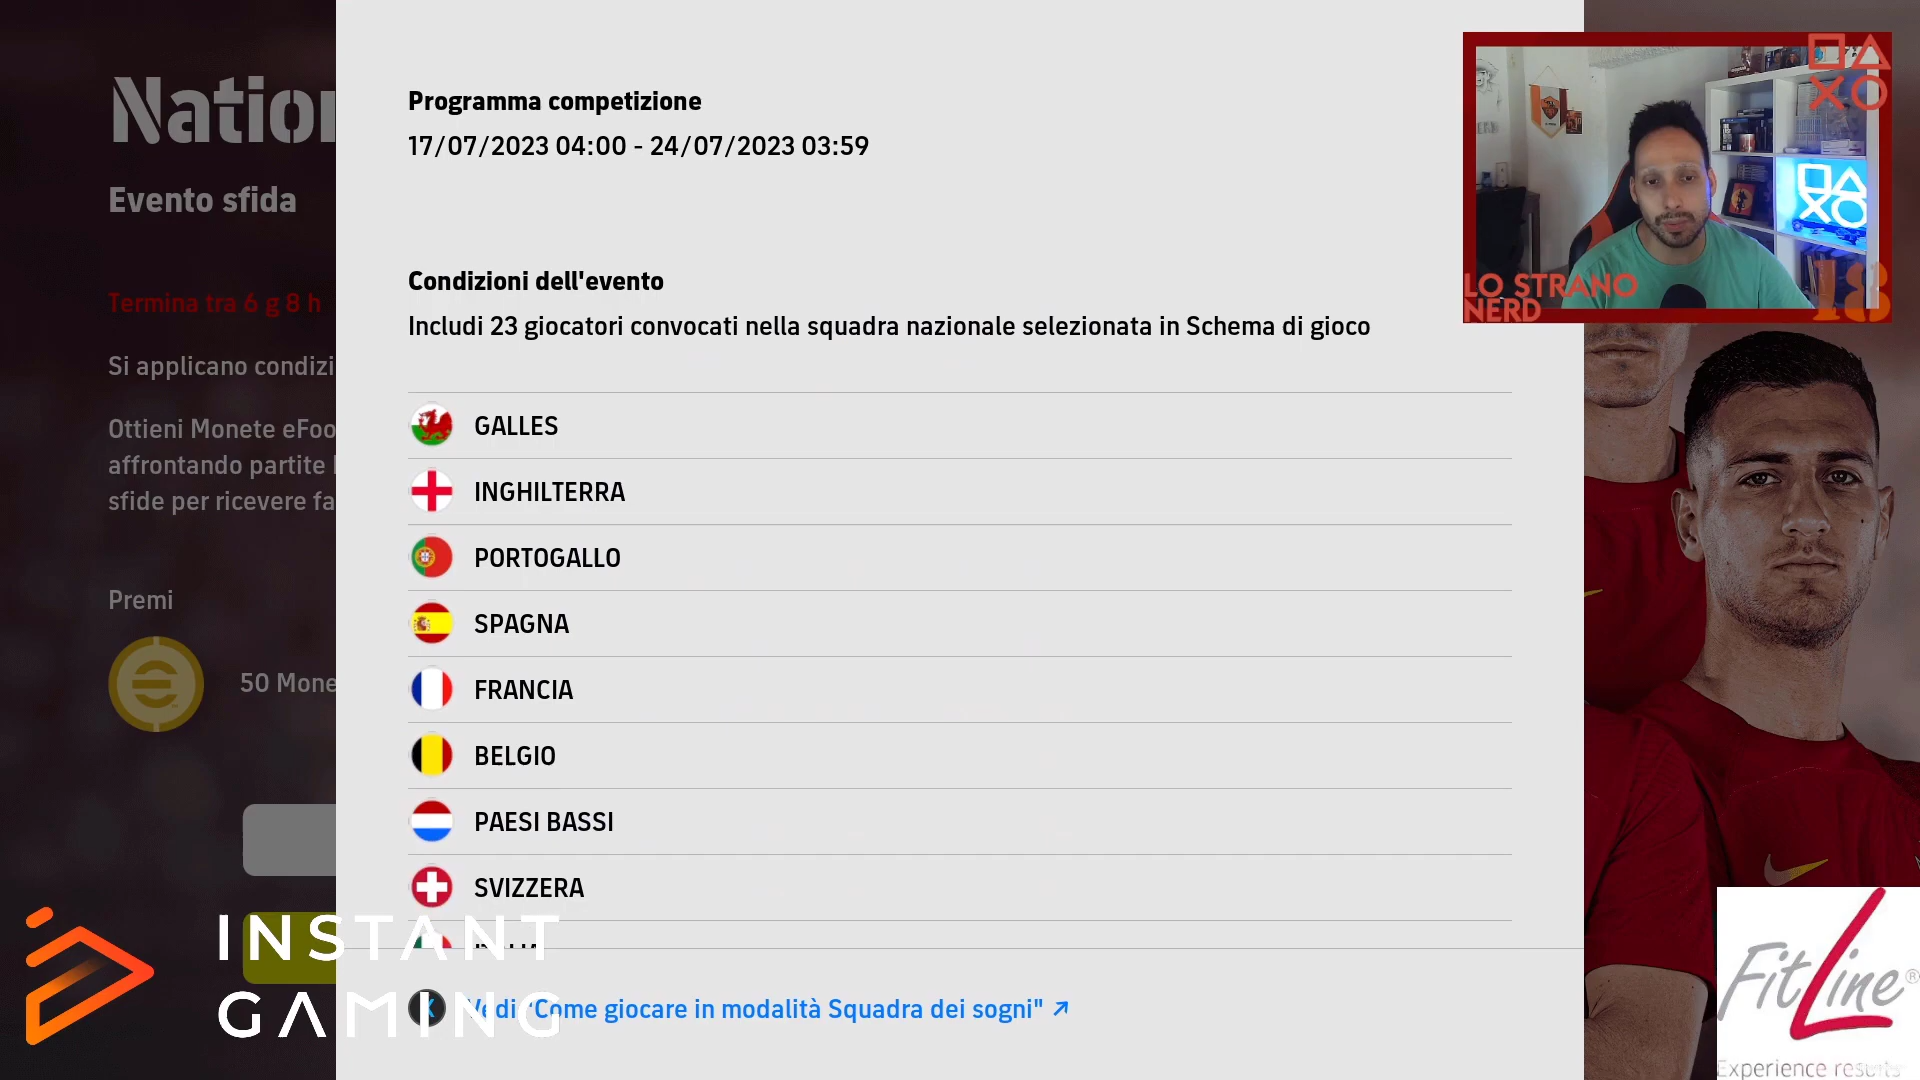 Nation
Evento sfida
Termina tra 6 g 8 h
Si applicano condizi
Ottieni Monete eFoo
affrontando partite
sfide per ricevere fa
Premi
50 Mone
Programma competizione
17/07/2023 04:00 - 24/07/2023 03:59
Condizioni dell'evento
Includi 23 giocatori convocati nella squadra nazionale selezionata in Schema di gioco
GALLES
INGHILTERRA
PORTOGALLO
SPAGNA
FRANCIA
BELGIO
PAESI BASSI
SVIZZERA
Vedi "Come giocare in modalità Squadra dei sogni"
INSTANT
GAMING
LO STRANO
NERD
18
FitLine®
Experience results